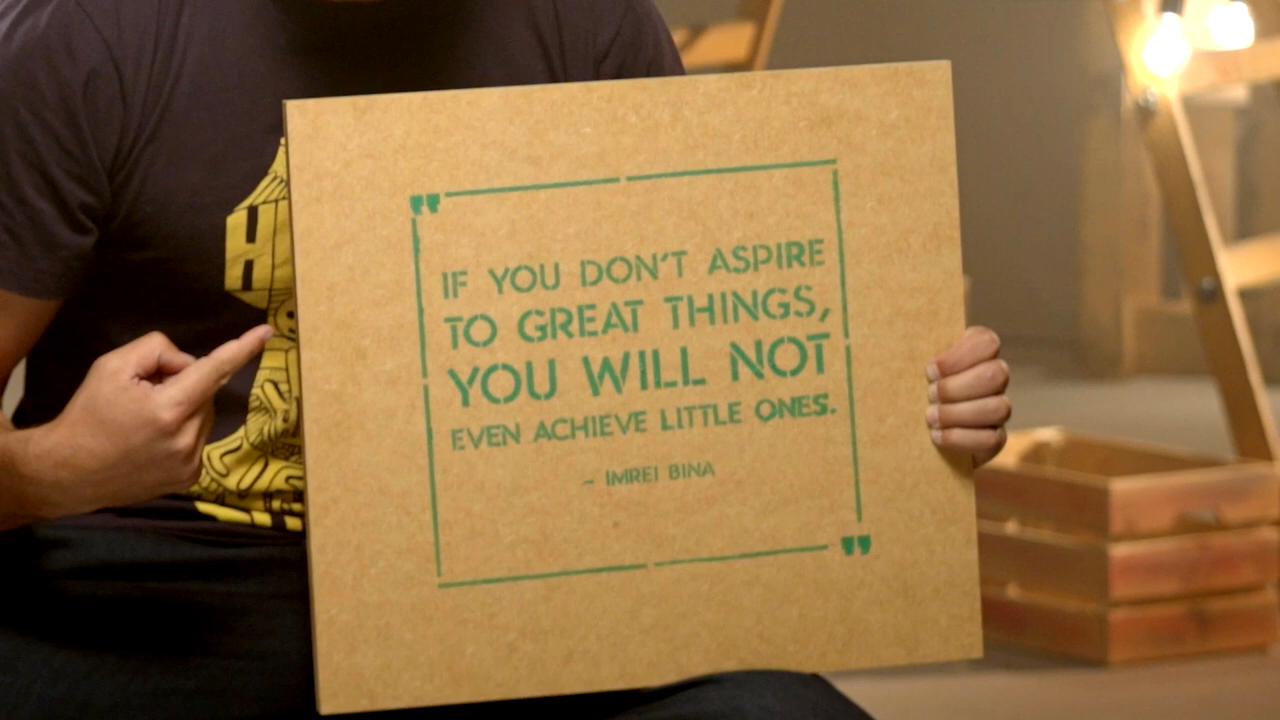 IF YOU DON'T ASPIRE
TO GREAT THINGS,
YOU WILL NOT
EVEN ACHIEVE LITTLE ONES.
- IMREI BINA